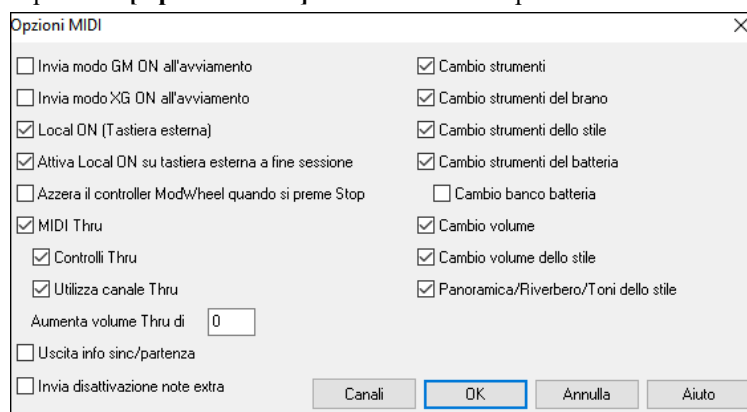 Opzioni MIDI
Invia modo GM ON all'avviamento
Invia modo XG ON all'avviamento
Local ON (Tastiera esterna)
Attiva Local ON su tastiera esterna a fine sessione
Azzera il controller ModWheel quando si preme Stop
MIDI Thru
Controlli Thru
Utilizza canale Thru
Aumenta volume Thru di 0
Uscita info sinc/partenza
Invia disattivazione note extra
Cambio strumenti
Cambio strumenti del brano
Cambio strumenti dello stile
Cambio strumenti del batteria
Cambio banco batteria
Cambio volume
Cambio volume dello stile
Panoramica/Riverbero/Toni dello stile
Canali OK Annulla Aiuto